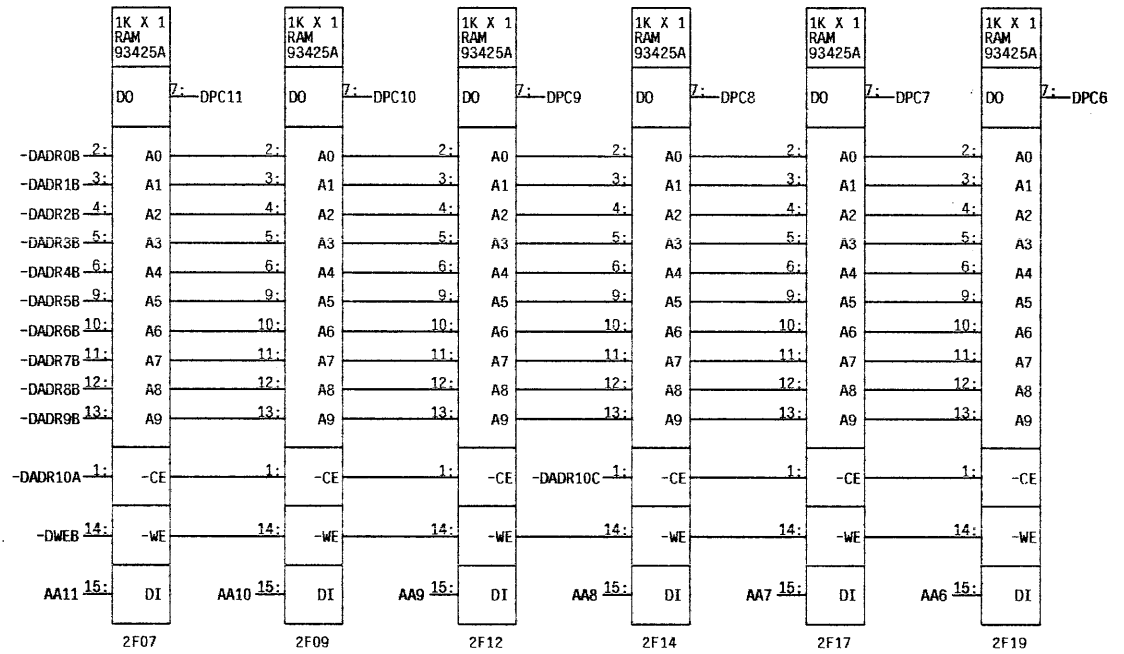 1K X 1 1K X 1 1K X 1 1K X 1 1K X 1 1K X 1
RAM RAM RAM RAM RAM RAM
93425A 93425A 93425A 93425A 93425A 93425A
DO 7: DPC11 DO 7: DPC10 DO 7: DPC9 DO 7: DPC8 DO 7: DPC7 DO 7: DPC6
-DADR0B 2: A0 2: A0 2: A0 2: A0 2: A0 2: A0
-DADR1B 3: A1 3: A1 3: A1 3: A1 3: A1 3: A1
-DADR2B 4: A2 4: A2 4: A2 4: A2 4: A2 4: A2
-DADR3B 5: A3 5: A3 5: A3 5: A3 5: A3 5: A3
-DADR4B 6: A4 6: A4 6: A4 6: A4 6: A4 6: A4
-DADR5B 9: A5 9: A5 9: A5 9: A5 9: A5 9: A5
-DADR6B 10: A6 10: A6 10: A6 10: A6 10: A6 10: A6
-DADR7B 11: A7 11: A7 11: A7 11: A7 11: A7 11: A7
-DADR8B 12: A8 12: A8 12: A8 12: A8 12: A8 12: A8
-DADR9B 13: A9 13: A9 13: A9 13: A9 13: A9 13: A9
-DADR10A 1: -CE 1: -CE 1: -CE -DADR10C 1: -CE 1: -CE 1: -CE
-DWEB 14: -WE 14: -WE 14: -WE 14: -WE 14: -WE 14: -WE
AA11 15: DI AA10 15: DI AA9 15: DI AA8 15: DI AA7 15: DI AA6 15: DI
2F07 2F09 2F12 2F14 2F17 2F19